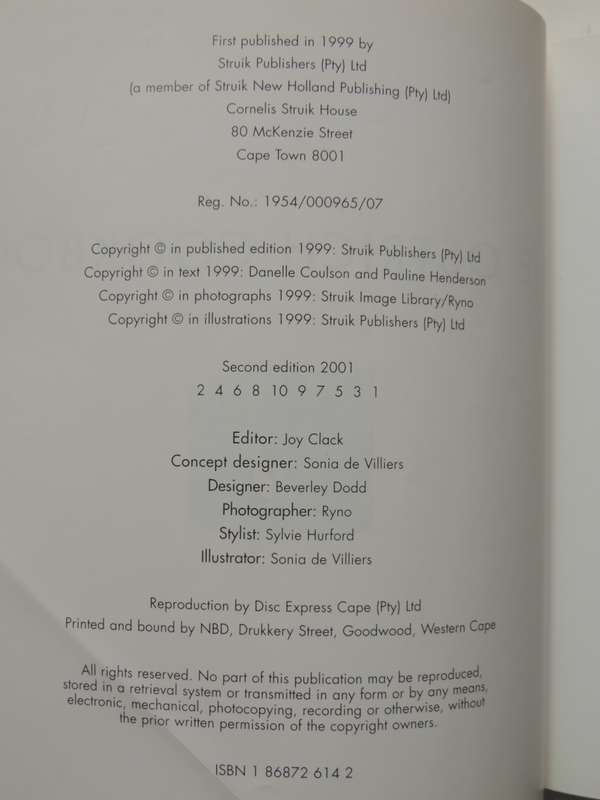 First published in 1999 by
Struik Publishers (Pty) Ltd
(a member of Struik New Holland Publishing (Pty) Ltd)
Cornelis Struik House
80 McKenzie Street
Cape Town 8001
Reg. No.: 1954/000965/07
Copyright © in published edition 1999: Struik Publishers (Pty) Ltd
Copyright © in text 1999: Danelle Coulson and Pauline Henderson
Copyright © in photographs 1999: Struik Image Library/Ryno
Copyright © in illustrations 1999: Struik Publishers (Pty) Ltd
Second edition 2001
2 4 6 8 10 9 7 5 3 1
Editor: Joy Clack
Concept designer: Sonia de Villiers
Designer: Beverley Dodd
Photographer: Ryno
Stylist: Sylvie Hurford
Illustrator: Sonia de Villiers
Reproduction by Disc Express Cape (Pty) Ltd
Printed and bound by NBD, Drukkery Street, Goodwood, Western Cape
All rights reserved. No part of this publication may be reproduced,
stored in a retrieval system or transmitted in any form or by any means,
electronic, mechanical, photocopying, recording or otherwise, without
the prior written permission of the copyright owners.
ISBN 1 86872 614 2